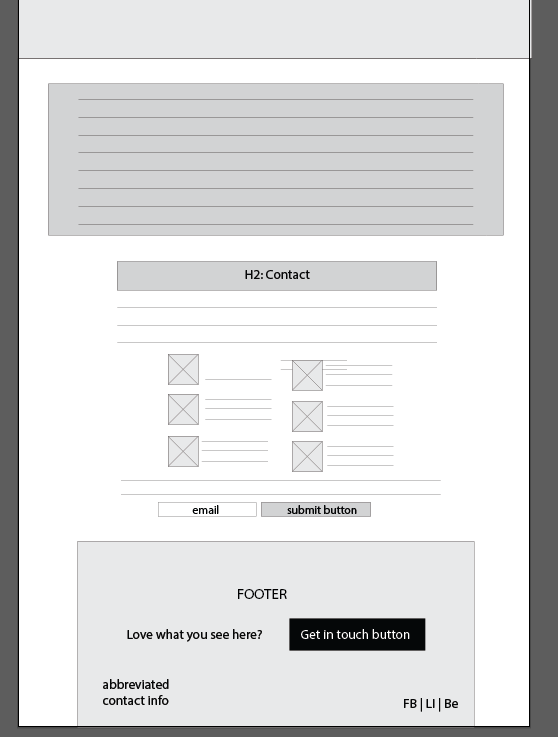 H2: Contact
email
submit button
FOOTER
Love what you see here?
Get in touch button
abbreviated
contact info
FB | LI | Be